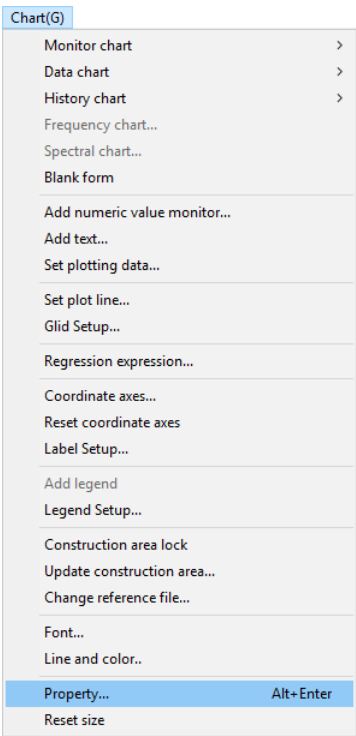 Chart(G)
Monitor chart >
Data chart >
History chart >
Frequency chart...
Spectral chart...
Blank form
Add numeric value monitor...
Add text...
Set plotting data...
Set plot line...
Glid Setup...
Regression expression...
Coordinate axes...
Reset coordinate axes
Label Setup...
Add legend
Legend Setup...
Construction area lock
Update construction area...
Change reference file...
Font...
Line and color..
Property... Alt+Enter
Reset size